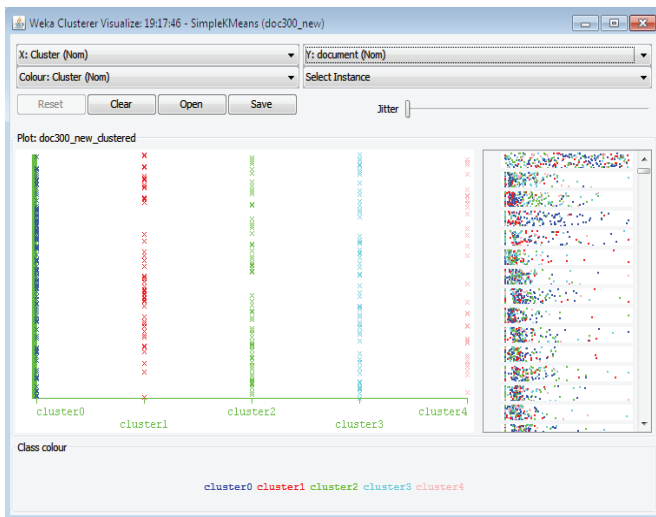 Weka Clusterer Visualize: 19:17:46 - SimpleKMeans (doc300_new)
X: Cluster (Nom) Y: document (Nom)
Colour: Cluster (Nom) Select Instance
Reset Clear Open Save Jitter
Plot: doc300_new_clustered
cluster0 cluster2 cluster4
cluster1 cluster3
Class colour
cluster0 cluster1 cluster2 cluster3 cluster4